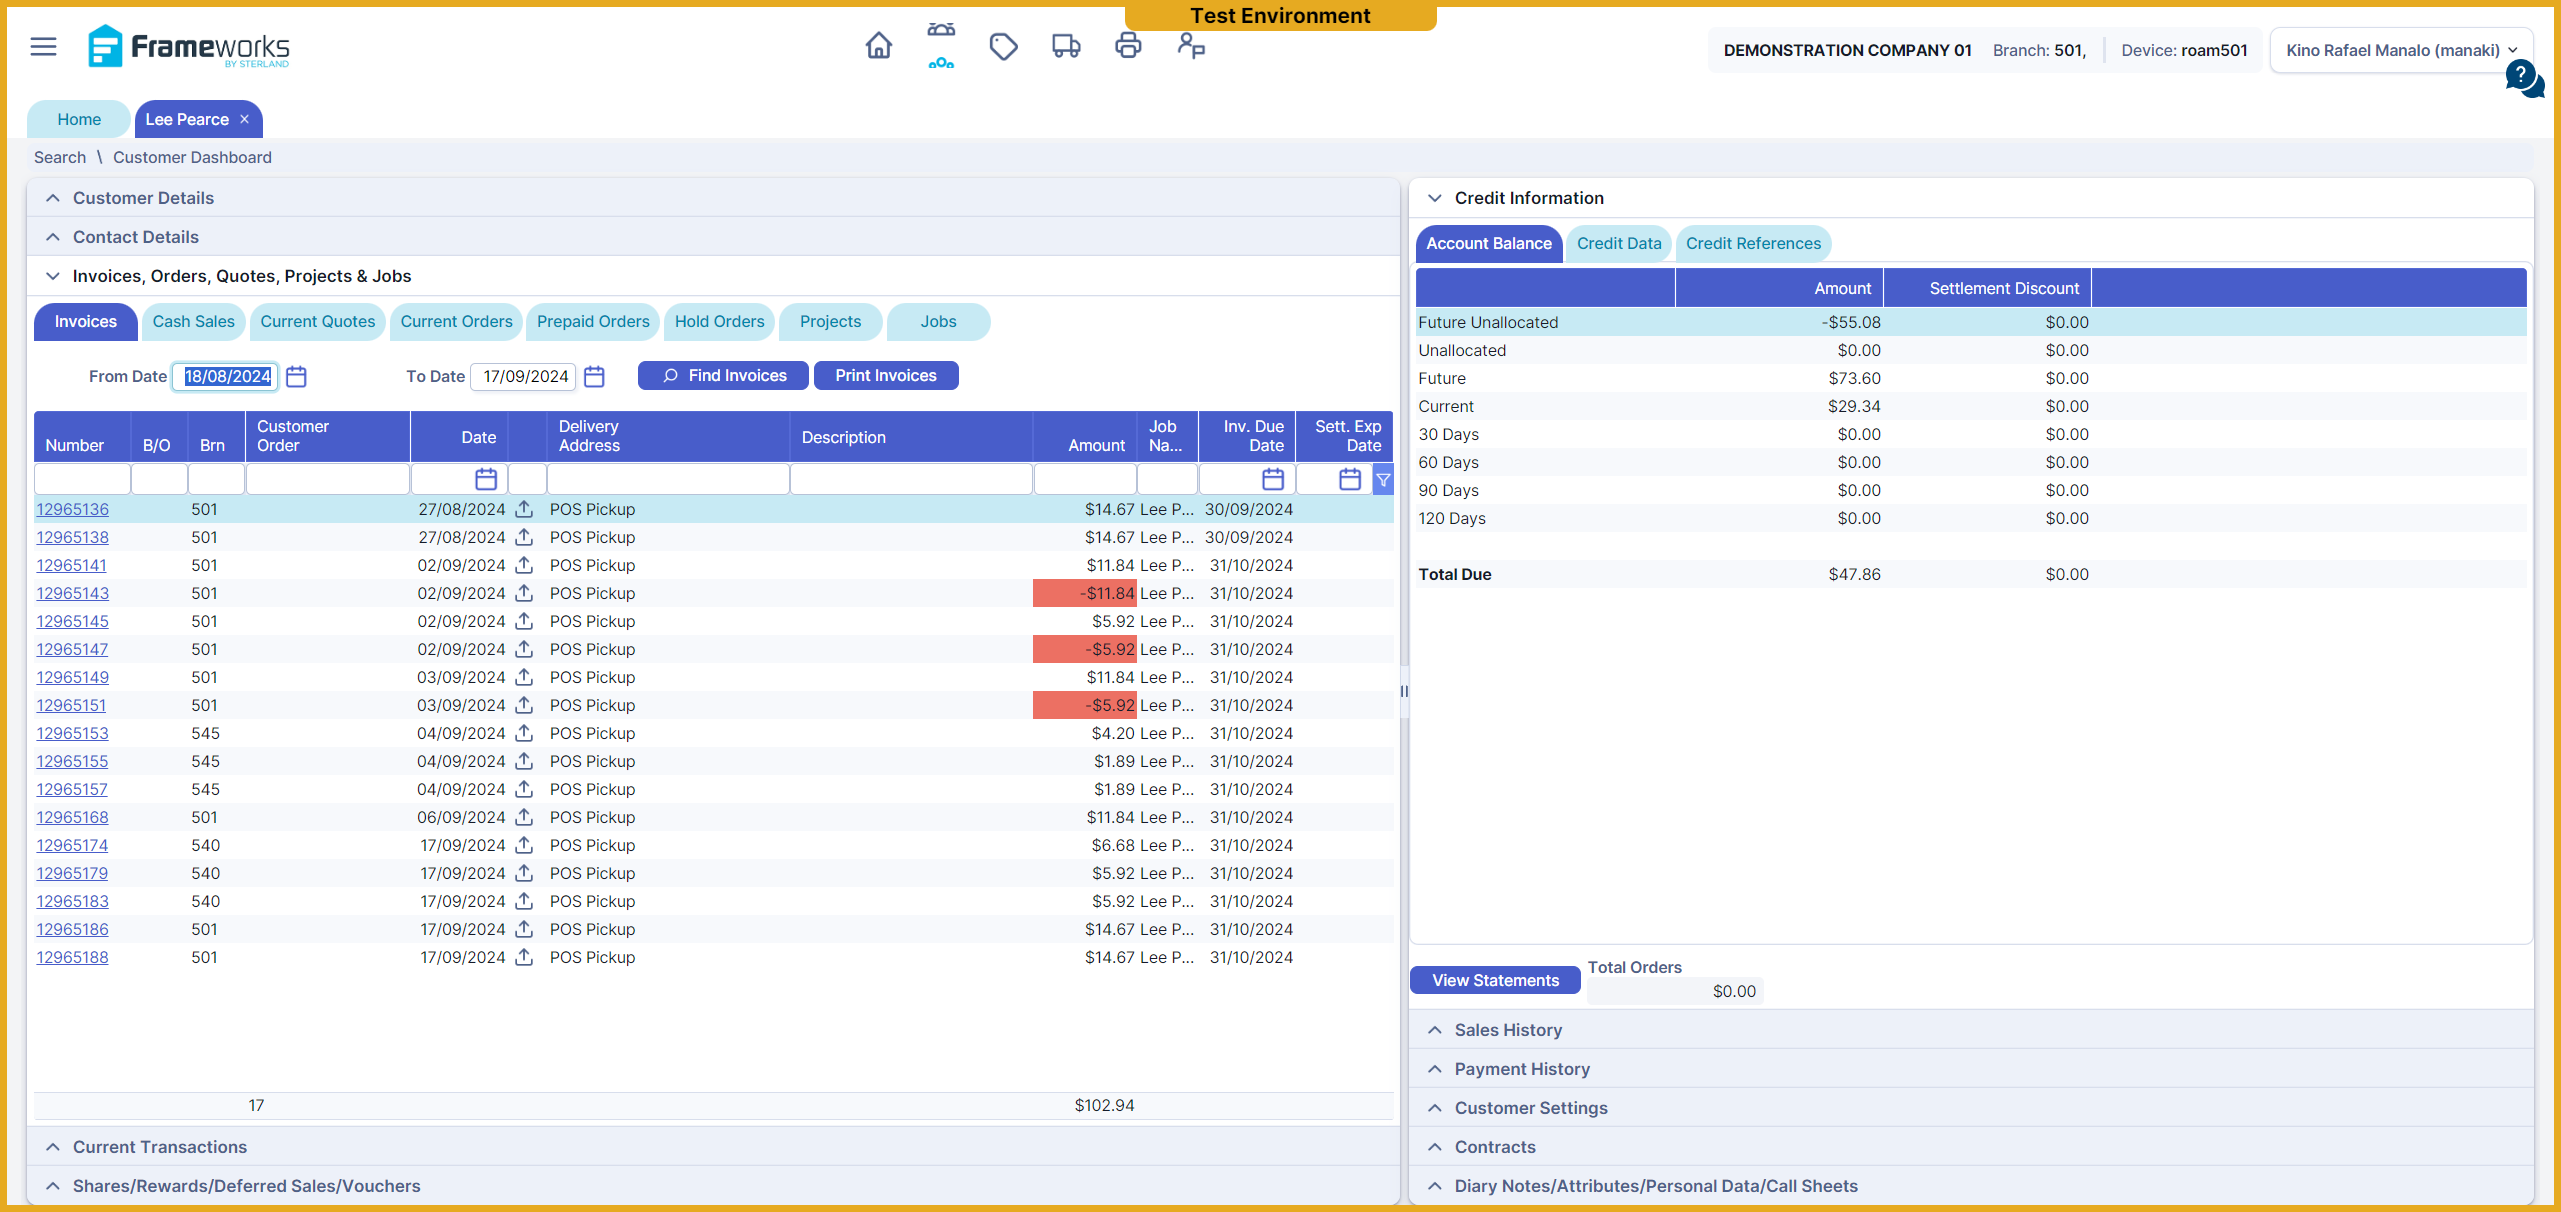 Test Environment
Frameworks
BY STERLAND
DEMONSTRATION COMPANY 01 Branch: 501, Device: roam501 Kino Rafael Manalo (manaki)
?
Home Lee Pearce ×
Search \ Customer Dashboard
Customer Details
Contact Details
Invoices, Orders, Quotes, Projects & Jobs
Invoices Cash Sales Current Quotes Current Orders Prepaid Orders Hold Orders Projects Jobs
From Date 18/08/2024 To Date 17/09/2024 Find Invoices Print Invoices
Number B/O Brn Customer Order Date Delivery Address Description Amount Job Na... Inv. Due Date Sett. Exp Date
12965136 501 27/08/2024 POS Pickup $14.67 Lee P... 30/09/2024
12965138 501 27/08/2024 POS Pickup $14.67 Lee P... 30/09/2024
12965141 501 02/09/2024 POS Pickup $11.84 Lee P... 31/10/2024
12965143 501 02/09/2024 POS Pickup -$11.84 Lee P... 31/10/2024
12965145 501 02/09/2024 POS Pickup $5.92 Lee P... 31/10/2024
12965147 501 02/09/2024 POS Pickup -$5.92 Lee P... 31/10/2024
12965149 501 03/09/2024 POS Pickup $11.84 Lee P... 31/10/2024
12965151 501 03/09/2024 POS Pickup -$5.92 Lee P... 31/10/2024
12965153 545 04/09/2024 POS Pickup $4.20 Lee P... 31/10/2024
12965155 545 04/09/2024 POS Pickup $1.89 Lee P... 31/10/2024
12965157 545 04/09/2024 POS Pickup $1.89 Lee P... 31/10/2024
12965168 501 06/09/2024 POS Pickup $11.84 Lee P... 31/10/2024
12965174 540 17/09/2024 POS Pickup $6.68 Lee P... 31/10/2024
12965179 540 17/09/2024 POS Pickup $5.92 Lee P... 31/10/2024
12965183 540 17/09/2024 POS Pickup $5.92 Lee P... 31/10/2024
12965186 501 17/09/2024 POS Pickup $14.67 Lee P... 31/10/2024
12965188 501 17/09/2024 POS Pickup $14.67 Lee P... 31/10/2024
17 $102.94
Current Transactions
Shares/Rewards/Deferred Sales/Vouchers
Credit Information
Account Balance Credit Data Credit References
Amount Settlement Discount
Future Unallocated -$55.08 $0.00
Unallocated $0.00 $0.00
Future $73.60 $0.00
Current $29.34 $0.00
30 Days $0.00 $0.00
60 Days $0.00 $0.00
90 Days $0.00 $0.00
120 Days $0.00 $0.00
Total Due $47.86 $0.00
View Statements Total Orders
$0.00
Sales History
Payment History
Customer Settings
Contracts
Diary Notes/Attributes/Personal Data/Call Sheets